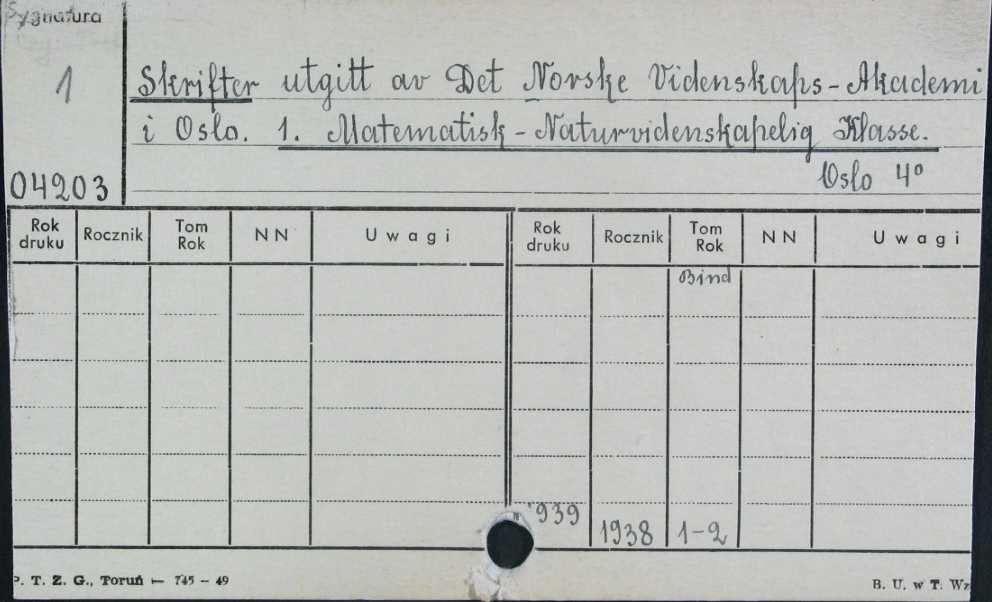 Sygnatura
1
Skrifter utgitt av Det Norske Videnskaps-Akademi
i Oslo. 1. Matematisk-Naturvidenskapelig Klasse.
Oslo 4°
04203
Rok druku Rocznik Tom Rok NN Uwagi Rok druku Rocznik Tom Rok NN Uwagi
Bind
939
1938 1-2
P. T. Z. G., Toruń — 745 - 49
B. U. w T. Wz